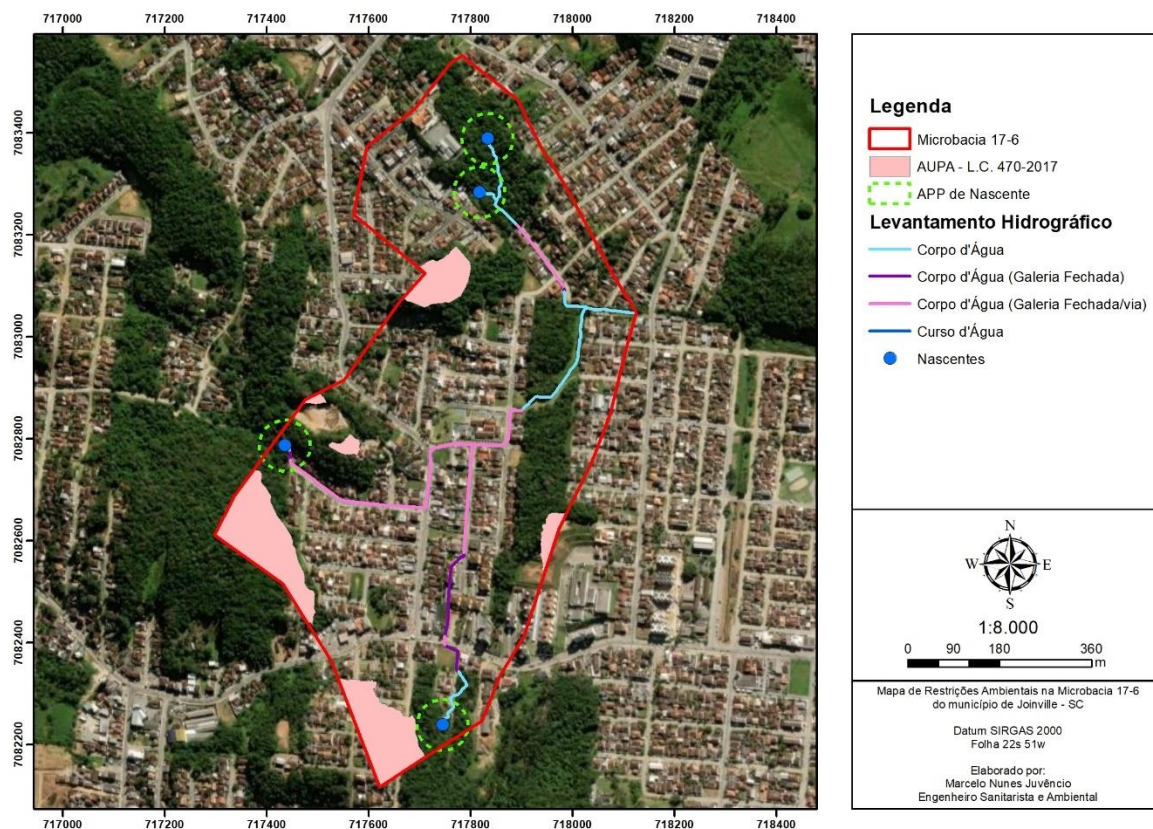 717000 717200 717400 717600 717800 718000 718200 718400
7083400
7083200
7083000
7082800
7082600
7082400
7082200
717000 717200 717400 717600 717800 718000 718200 718400
Legenda
Microbacia 17-6
AUPA - L.C. 470-2017
APP de Nascente
Levantamento Hidrográfico
Corpo d'Água
Corpo d'Água (Galeria Fechada)
Corpo d'Água (Galeria Fechada/via)
Curso d'Água
Nascentes
N
W E
S
1:8.000
0 90 180 360
m
Mapa de Restrições Ambientais na Microbacia 17-6
do município de Joinville - SC
Datum SIRGAS 2000
Folha 22s 51w
Elaborado por:
Marcelo Nunes Juvêncio
Engenheiro Sanitarista e Ambiental